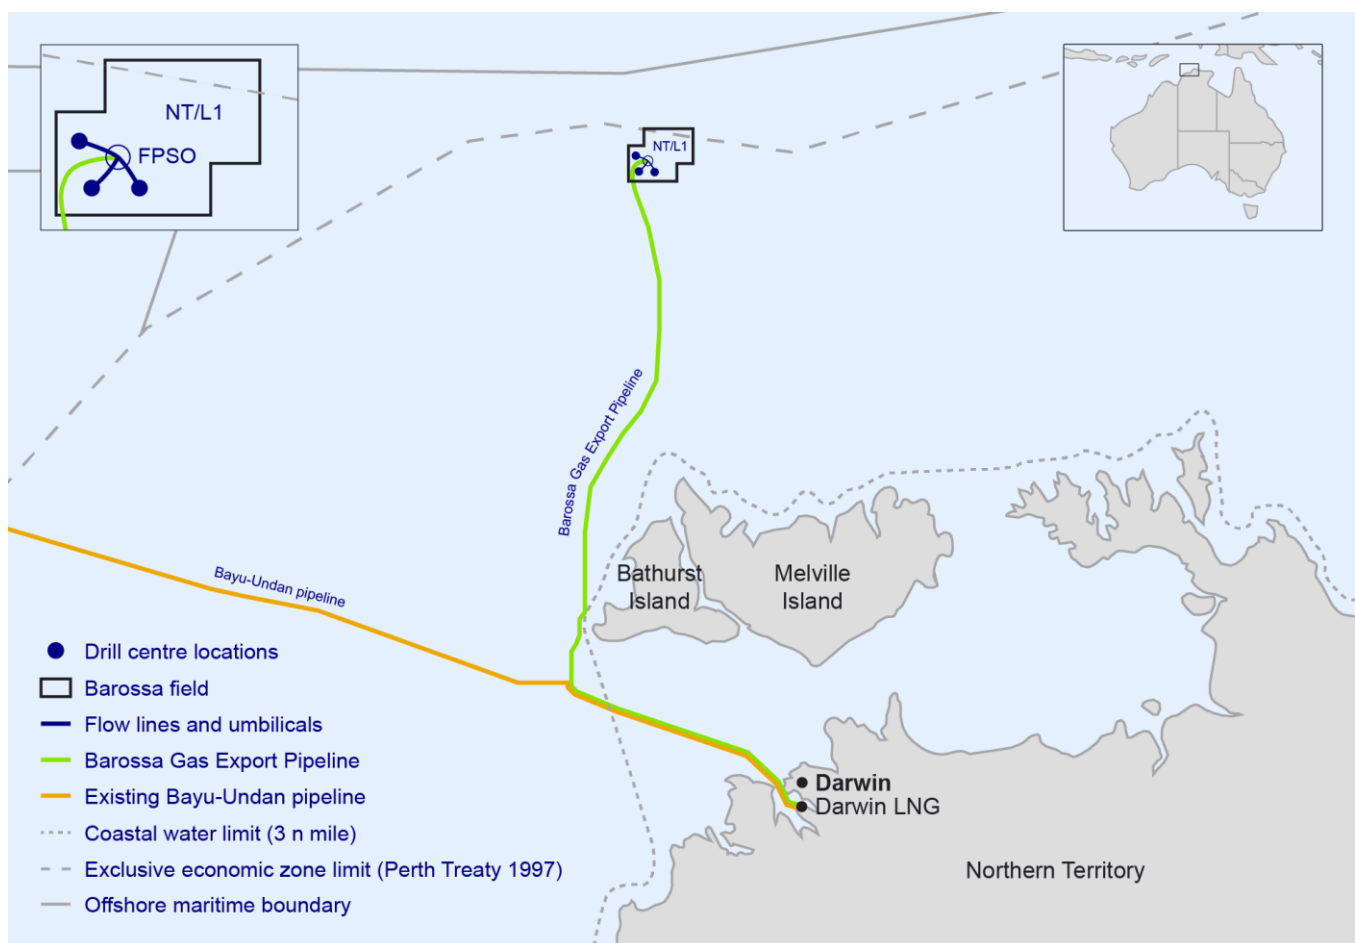 NT/L1
FPSO
NT/L1
Barossa Gas Export Pipeline
Bayu-Undan pipeline
Bathurst
Island
Melville
Island
Drill centre locations
Barossa field
Flow lines and umbilicals
Barossa Gas Export Pipeline
Existing Bayu-Undan pipeline
Coastal water limit (3 n mile)
Exclusive economic zone limit (Perth Treaty 1997)
Offshore maritime boundary
Darwin
Darwin LNG
Northern Territory